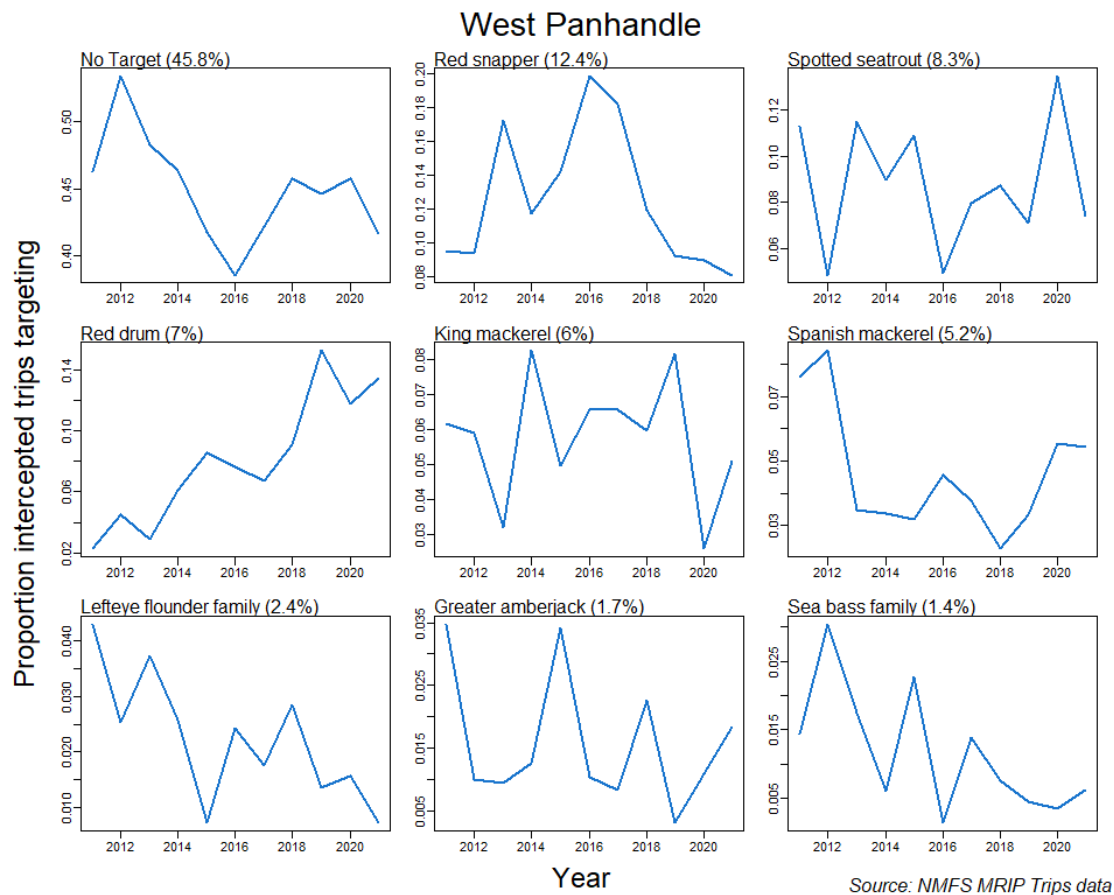 West Panhandle
No Target (45.8%)
Red snapper (12.4%)
Spotted seatrout (8.3%)
0.50
0.45
0.40
0.20
0.18
0.16
0.14
0.12
0.10
0.08
0.12
0.10
0.08
0.06
2012 2014 2016 2018 2020
2012 2014 2016 2018 2020
2012 2014 2016 2018 2020
Proportion intercepted trips targeting
Red drum (7%)
King mackerel (6%)
Spanish mackerel (5.2%)
0.14
0.10
0.06
0.02
0.08
0.07
0.06
0.05
0.04
0.03
0.07
0.05
0.03
2012 2014 2016 2018 2020
2012 2014 2016 2018 2020
2012 2014 2016 2018 2020
Lefteye flounder family (2.4%)
Greater amberjack (1.7%)
Sea bass family (1.4%)
0.040
0.030
0.020
0.010
0.035
0.025
0.015
0.005
0.025
0.015
0.005
2012 2014 2016 2018 2020
2012 2014 2016 2018 2020
2012 2014 2016 2018 2020
Year
Source: NMFS MRIP Trips data